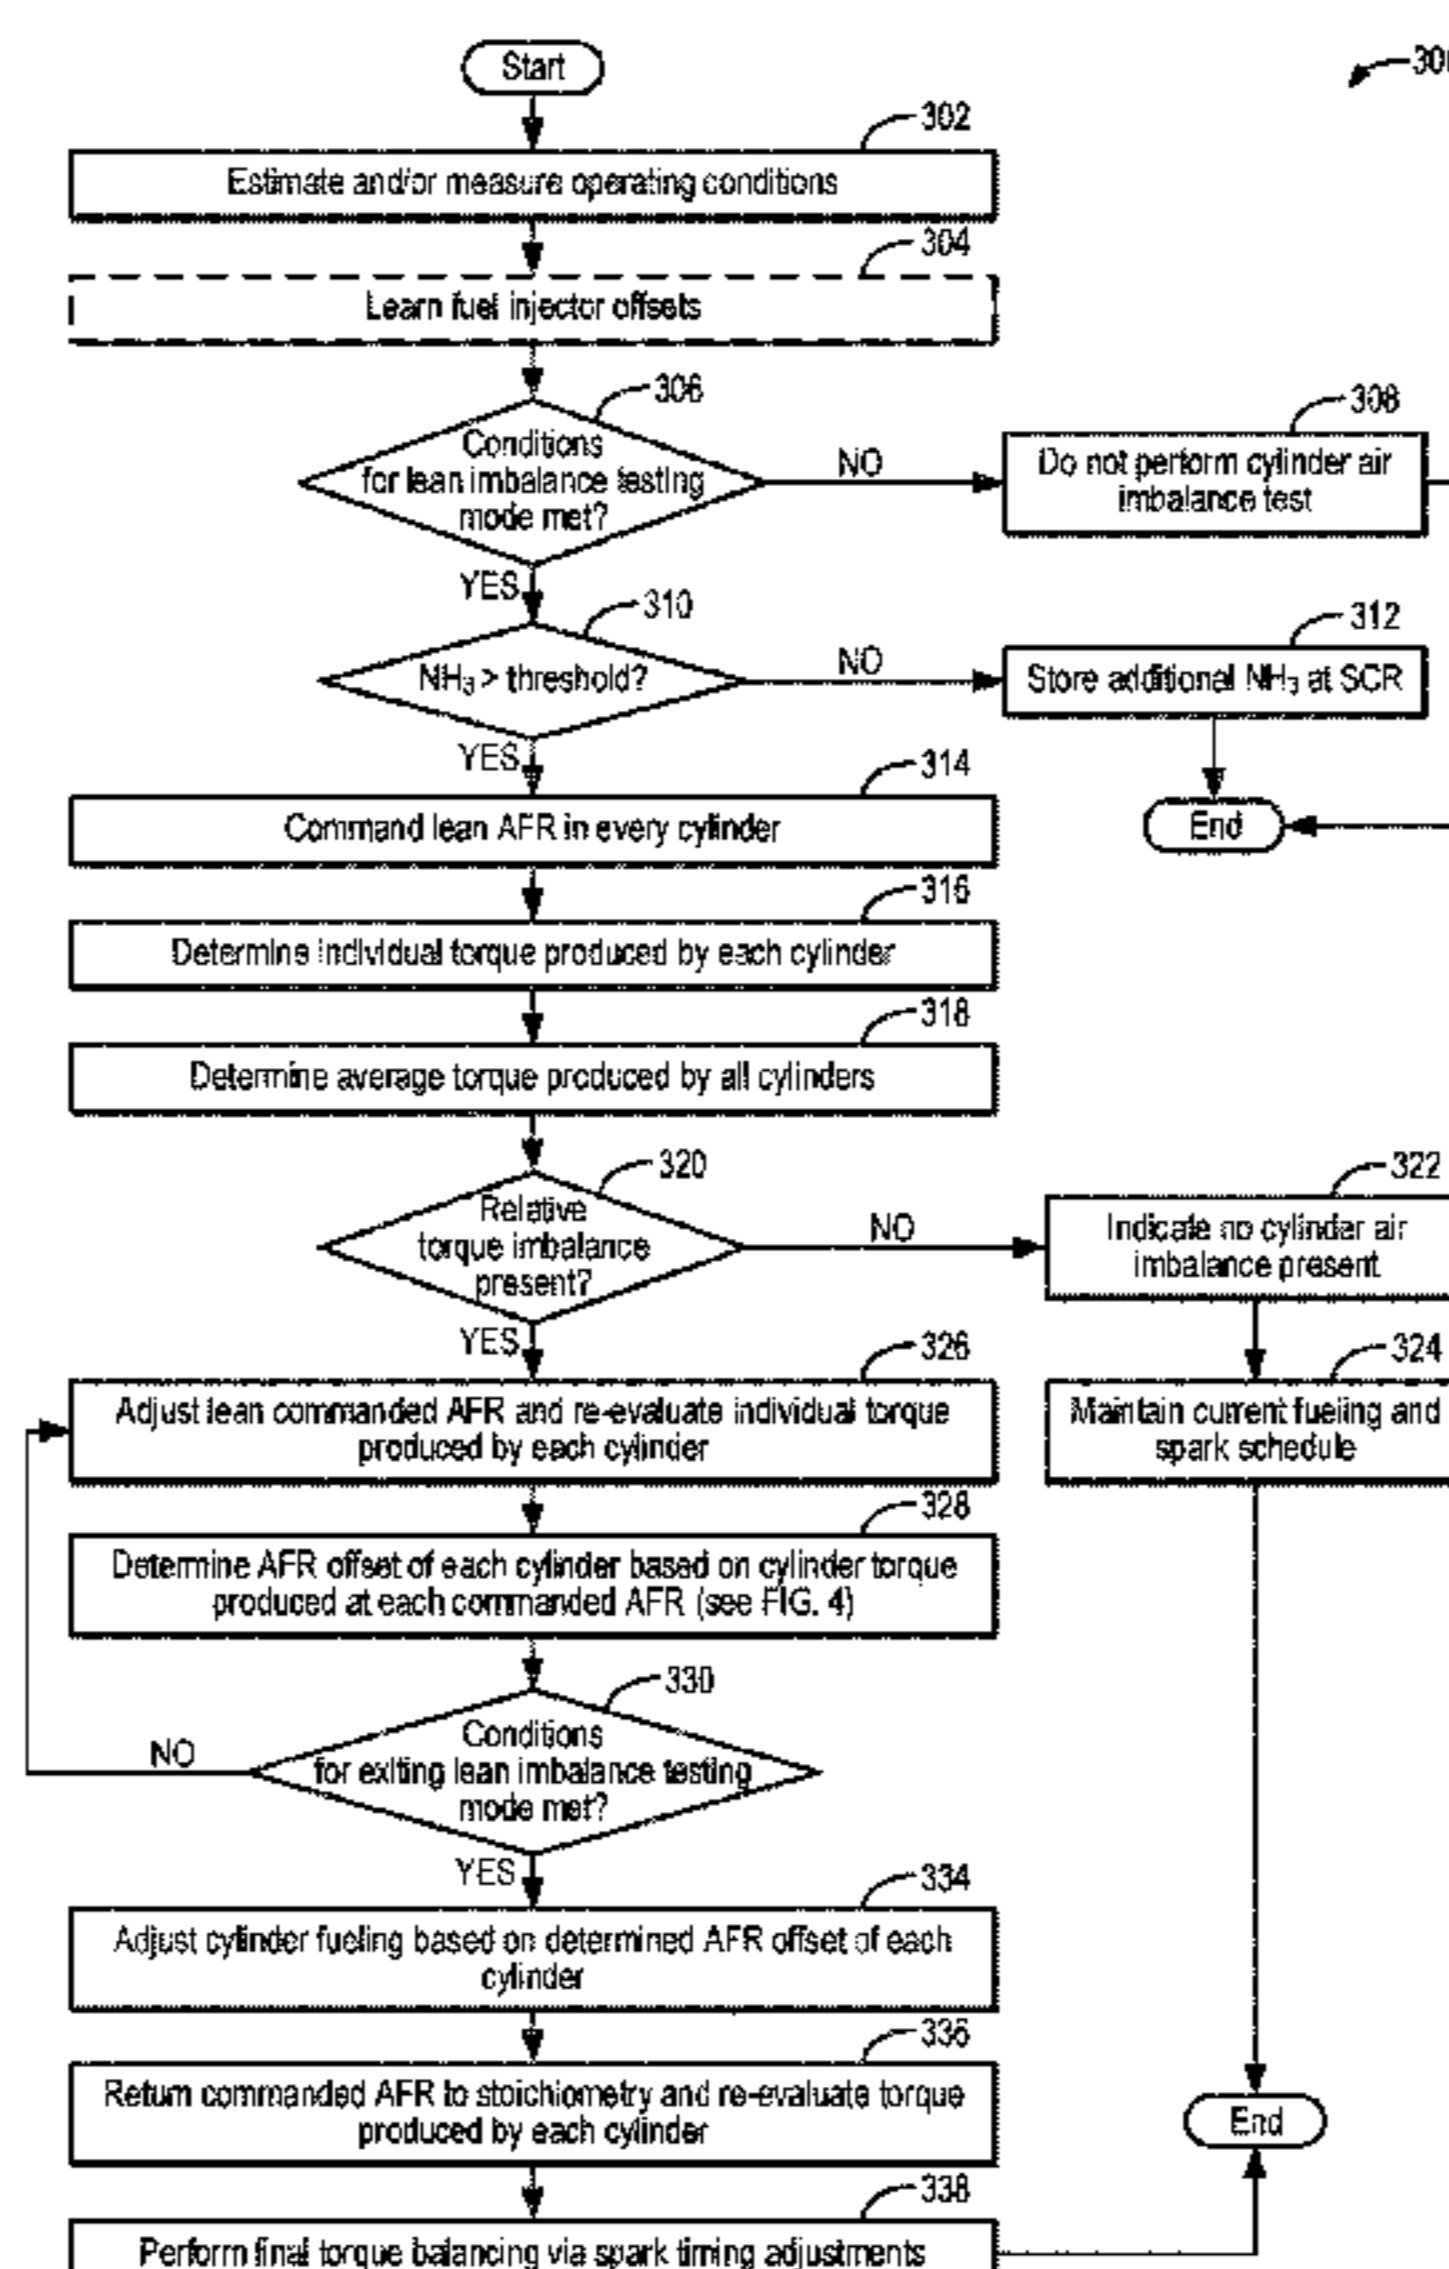 Start
302
Estimate and/or measure operating conditions
304
Learn fuel injector offsets
306
Conditions
for lean imbalance testing
mode met?
NO
308
Do not perform cylinder air
imbalance test
YES
310
NH₃ > threshold?
NO
312
Store additional NH₃ at SCR
End
YES
314
Command lean AFR in every cylinder
316
Determine individual torque produced by each cylinder
318
Determine average torque produced by all cylinders
320
Relative
torque imbalance
present?
NO
322
Indicate no cylinder air
imbalance present
324
Maintain current fueling and
spark schedule
YES
326
Adjust lean commanded AFR and re-evaluate individual torque
produced by each cylinder
328
Determine AFR offset of each cylinder based on cylinder torque
produced at each commanded AFR (see FIG. 4)
330
Conditions
for exiting lean imbalance testing
mode met?
NO
YES
334
Adjust cylinder fueling based on determined AFR offset of each
cylinder
336
Return commanded AFR to stoichiometry and re-evaluate torque
produced by each cylinder
End
338
Perform final torque balancing via spark timing adjustments